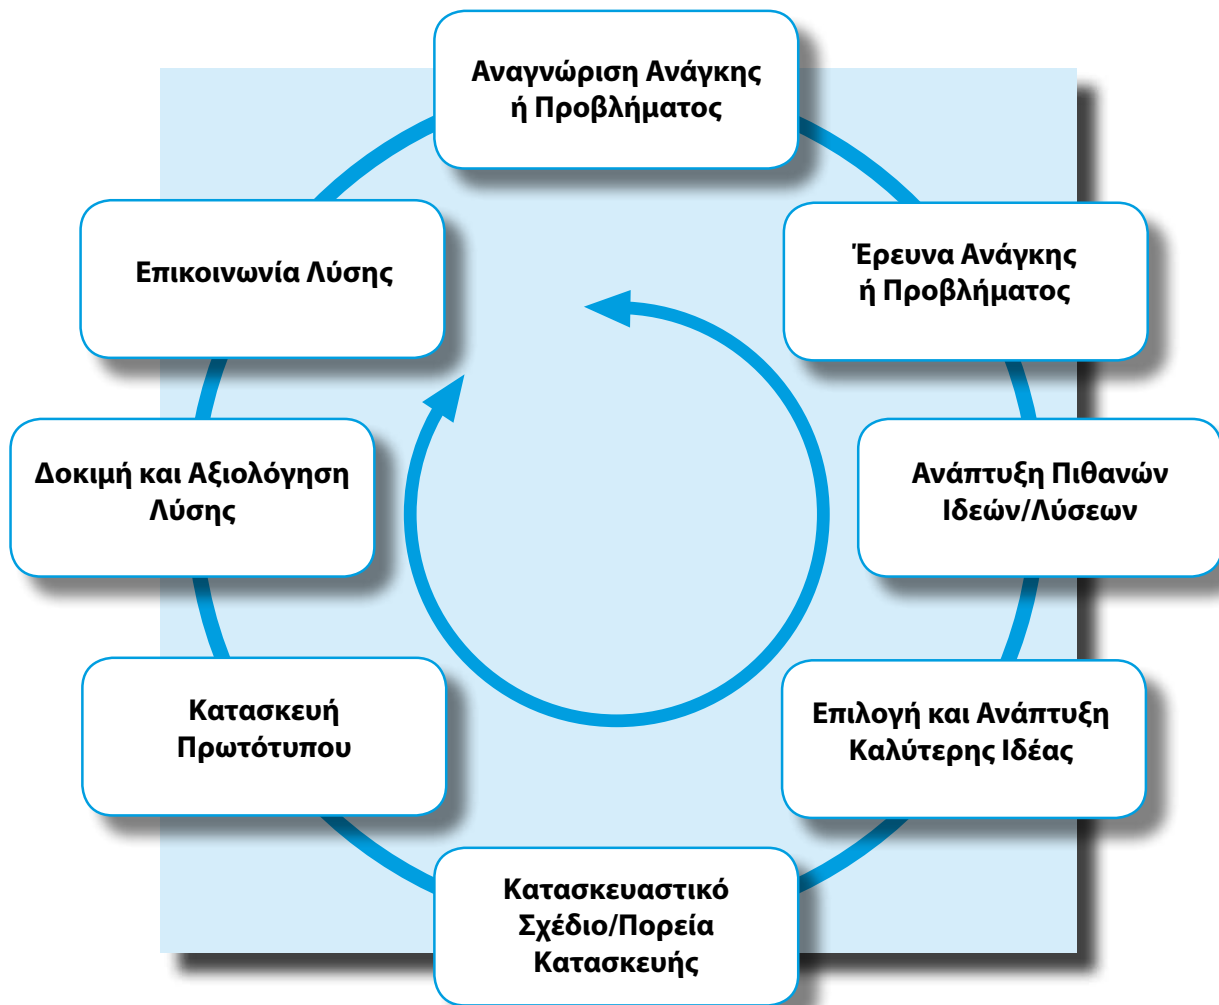 Αναγνώριση Ανάγκης
ή Προβλήματος
Έρευνα Ανάγκης
ή Προβλήματος
Ανάπτυξη Πιθανών
Ιδεών/Λύσεων
Επιλογή και Ανάπτυξη
Καλύτερης Ιδέας
Κατασκευαστικό
Σχέδιο/Πορεία
Κατασκευής
Κατασκευή
Πρωτότυπου
Δοκιμή και Αξιολόγηση
Λύσης
Επικοινωνία Λύσης